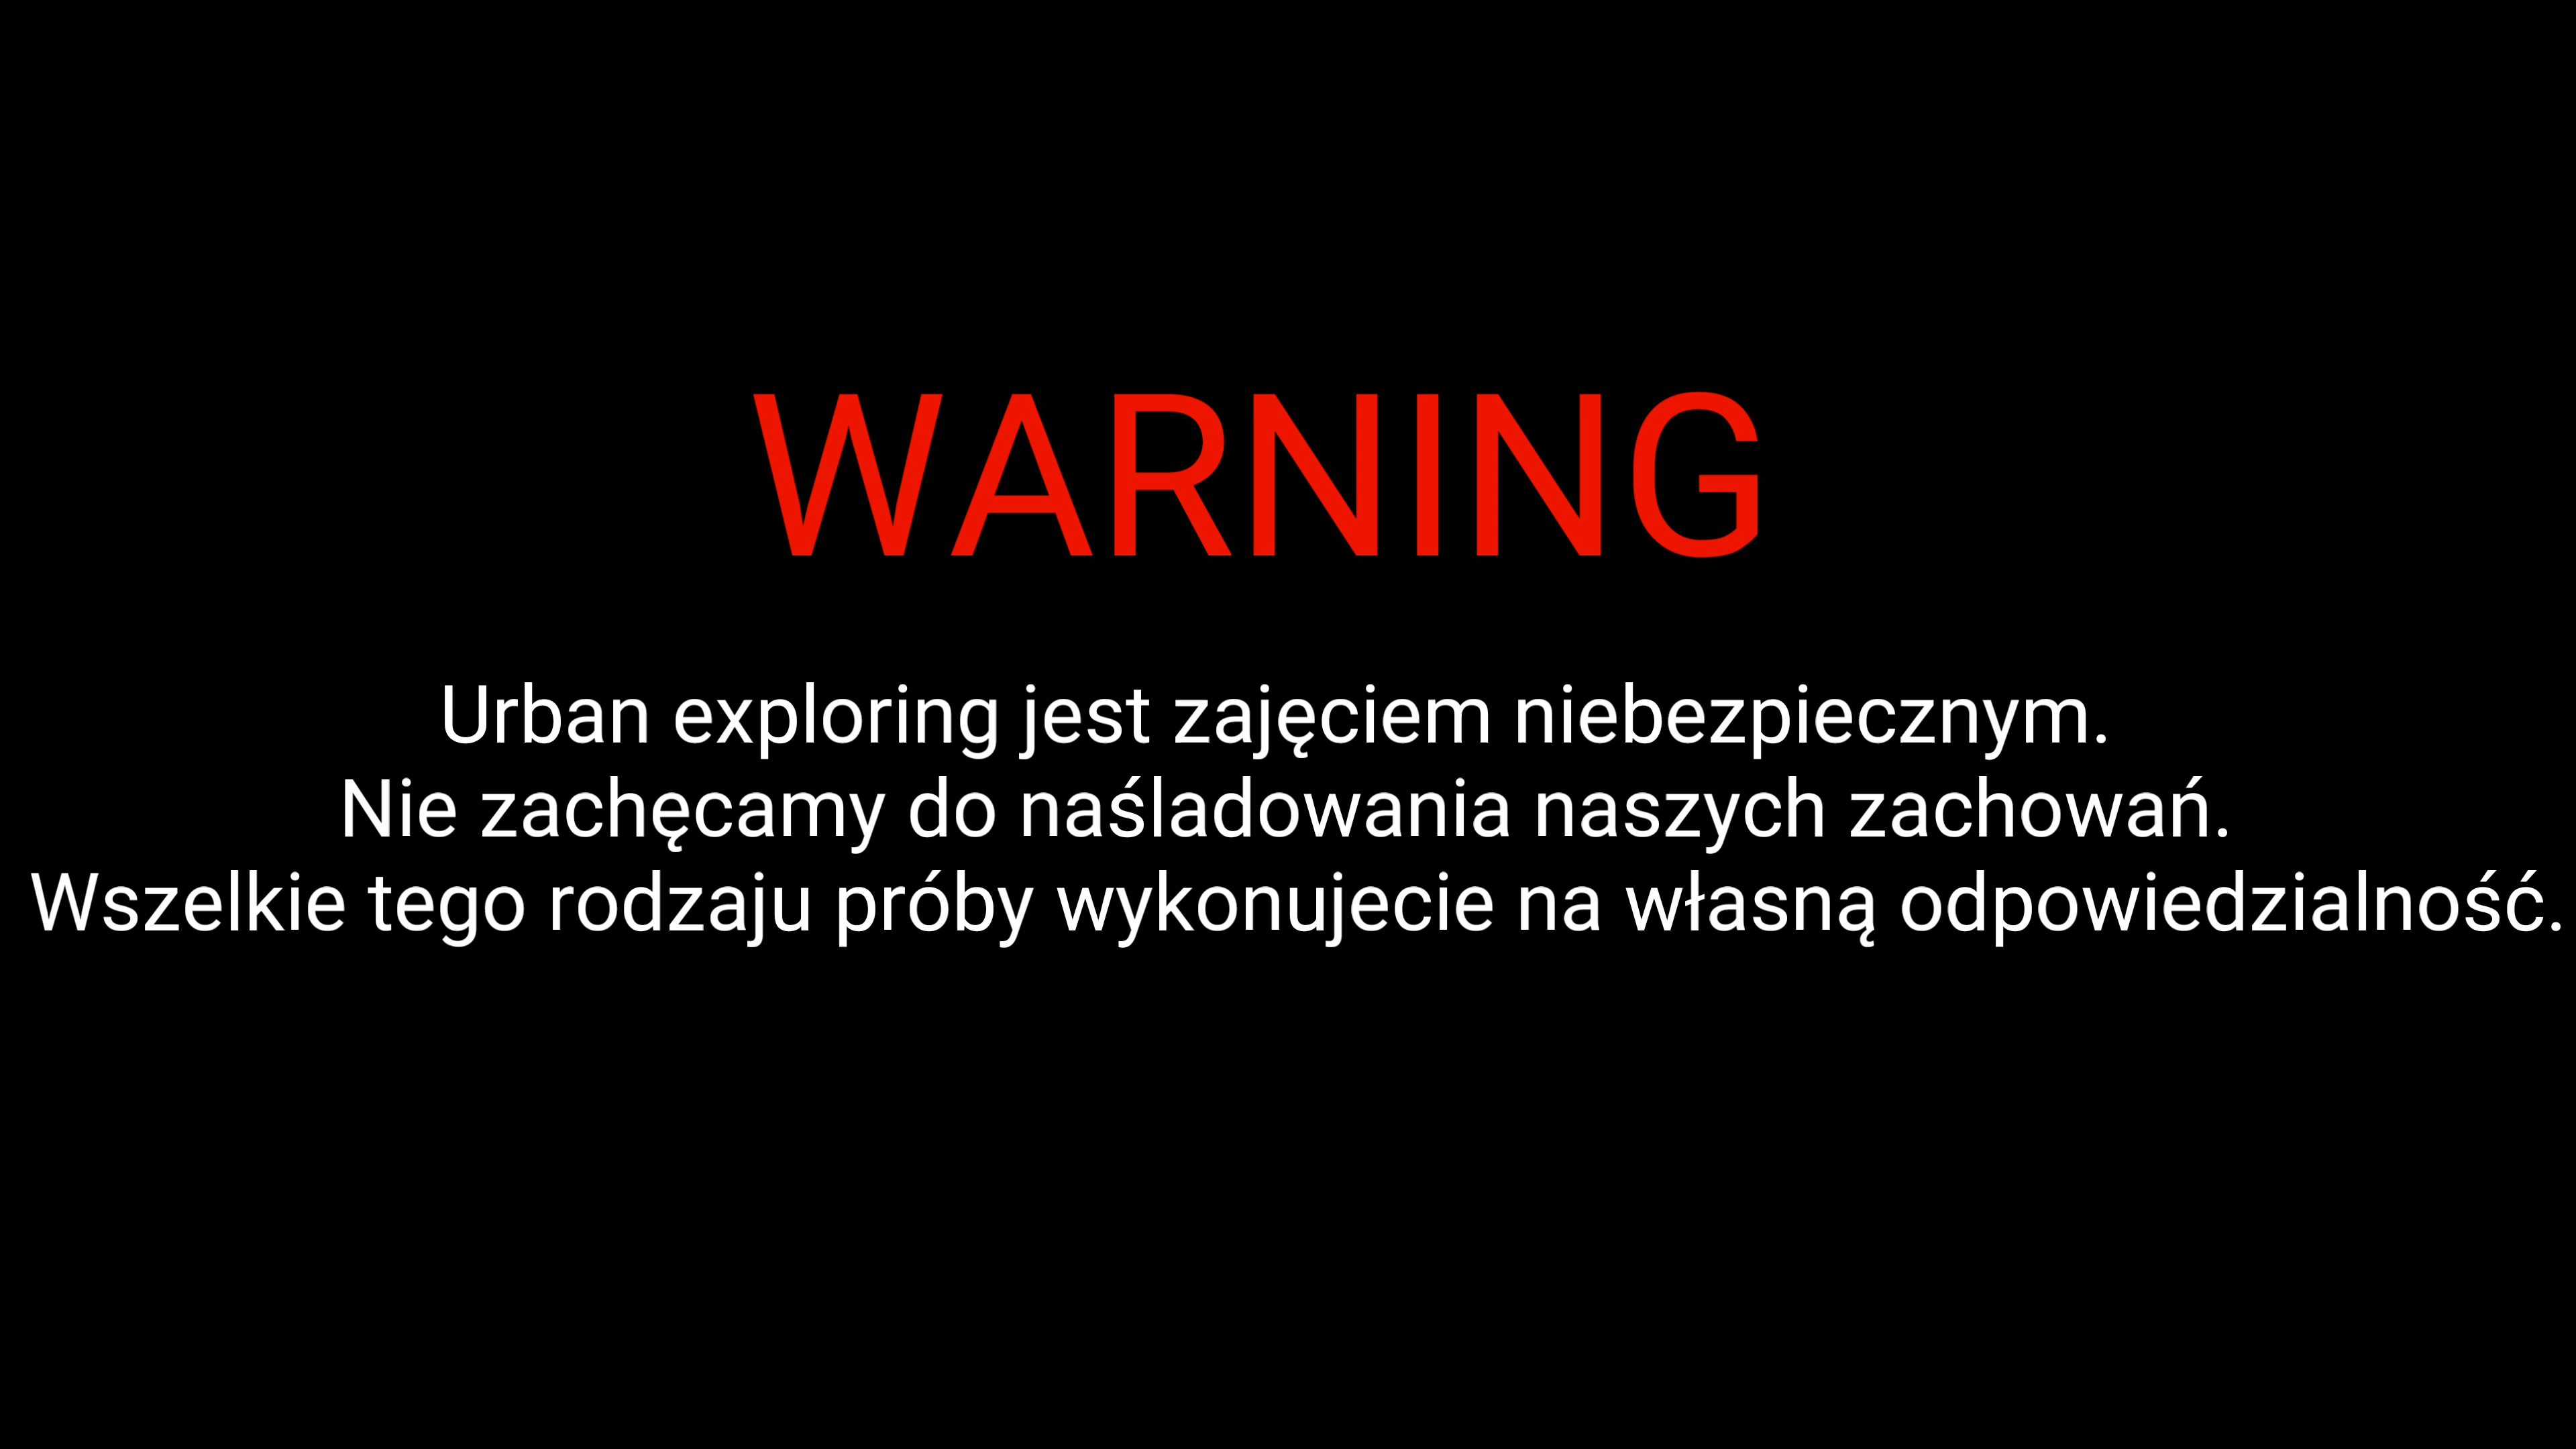 WARNING
Urban exploring jest zajęciem niebezpiecznym.
Nie zachęcamy do naśladowania naszych zachowań.
Wszelkie tego rodzaju próby wykonujecie na własną odpowiedzialność.